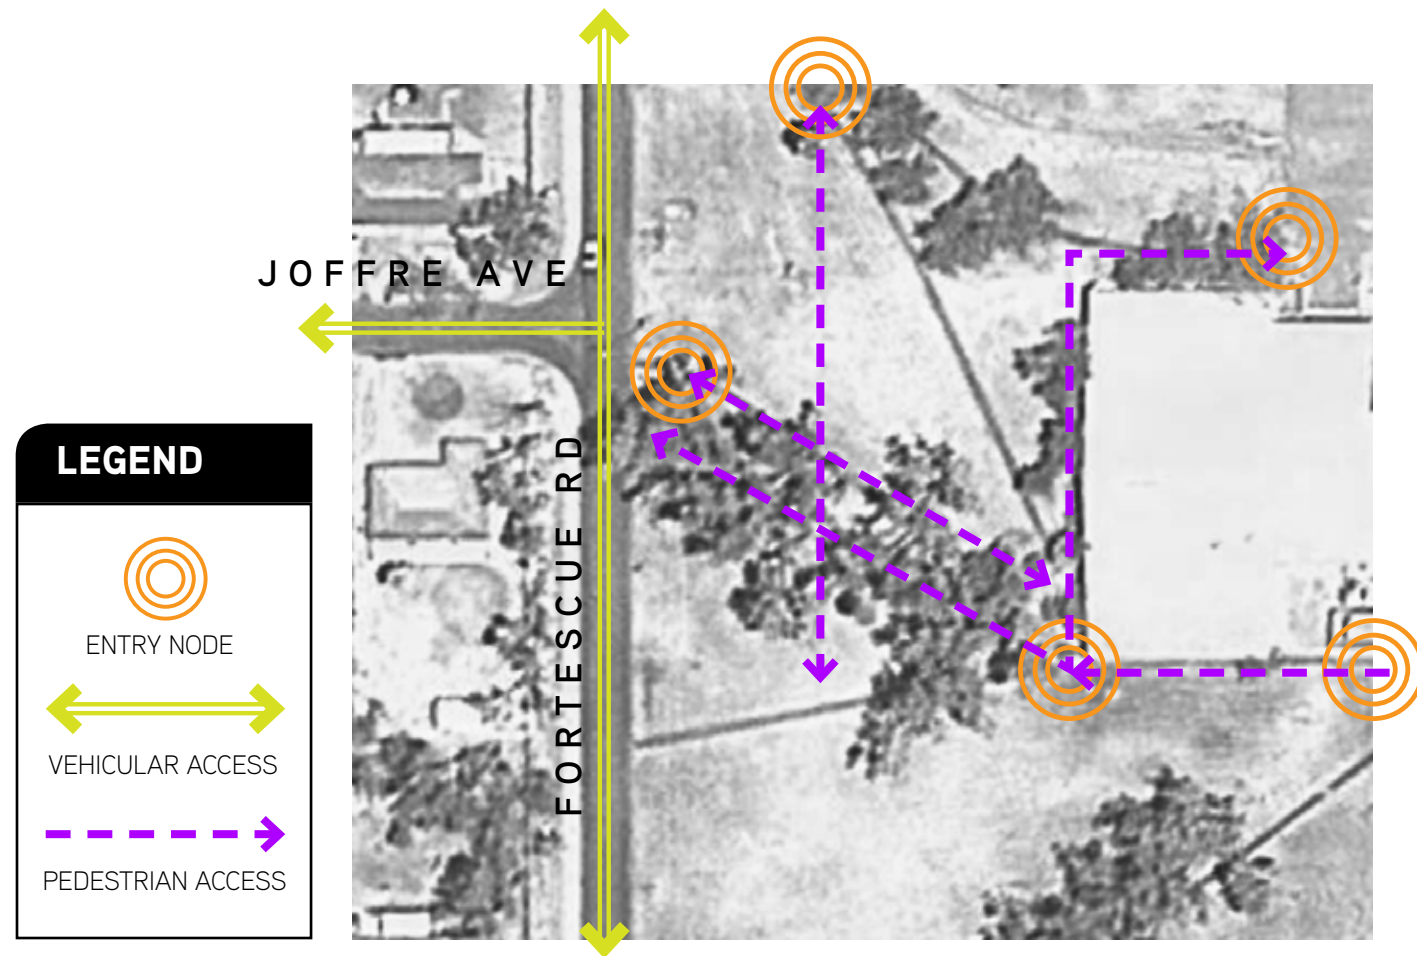 JOFFRE AVE
FORTESCUE RD
LEGEND
ENTRY NODE
VEHICULAR ACCESS
PEDESTRIAN ACCESS